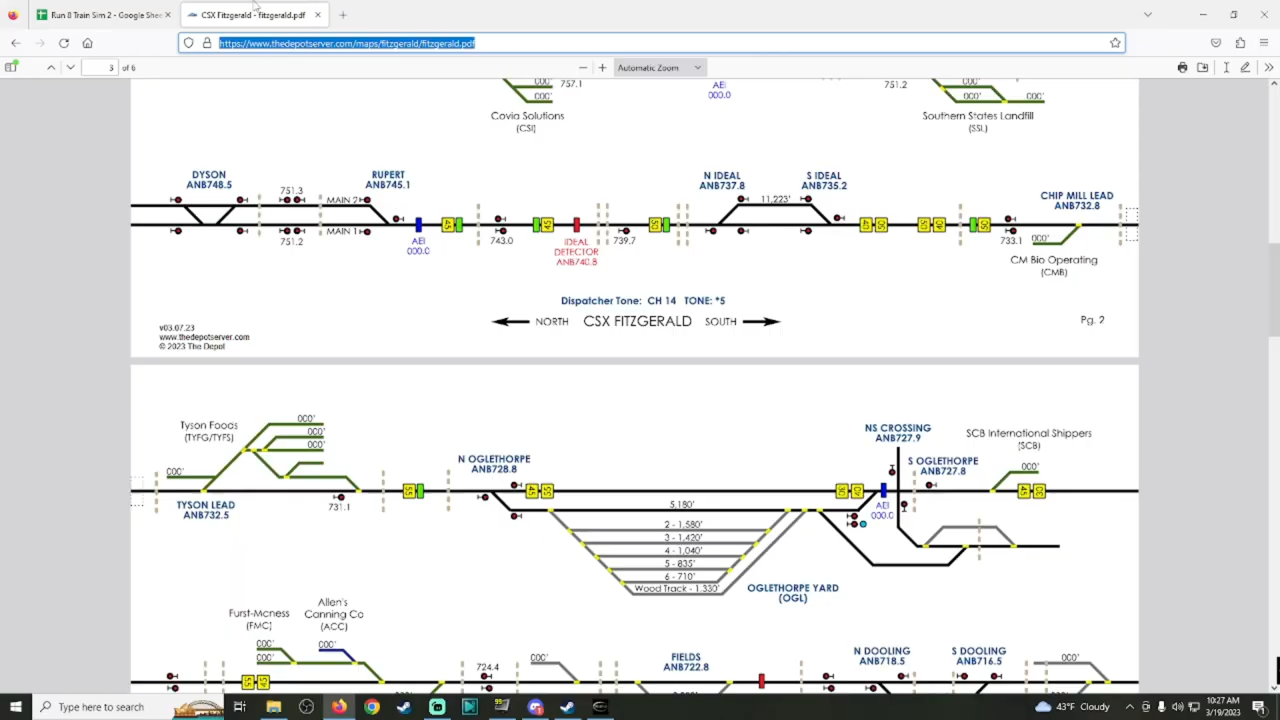 Run 8 Train Sim 2 - Google Shee
CSX Fitzgerald - fitzgerald.pdf
https://www.thedepotserver.com/maps/fitzgerald/fitzgerald.pdf
3 of 6
Automatic Zoom
000'
000'
757.1
Covia Solutions
(CSI)
AEI
000.0
751.2
000'
000'
000'
Southern States Landfill
(SSL)
DYSON
ANB748.5
751.3
751.2
MAIN 2
MAIN 1
RUPERT
ANB745.1
AEI
000.0
743.0
IDEAL
DETECTOR
ANB740.8
739.7
N IDEAL
ANB737.8
11,223'
S IDEAL
ANB735.2
733.1
CHIP MILL LEAD
ANB732.8
000'
CM Bio Operating
(CMB)
Dispatcher Tone: CH 14 TONE: *5
NORTH CSX FITZGERALD SOUTH
Pg. 2
v03.07.23
www.thedepotserver.com
© 2023 The Depot
Tyson Foods
(TYFG/TYFS)
000'
000'
000'
000'
TYSON LEAD
ANB732.5
731.1
N OGLETHORPE
ANB728.8
5,180'
2 - 1,580'
3 - 1,420'
4 - 1,040'
5 - 835'
6 - 710'
Wood Track - 1,330'
OGLETHORPE YARD
(OGL)
NS CROSSING
ANB727.9
AEI
000.0
S OGLETHORPE
ANB727.8
SCB International Shippers
(SCB)
000'
Furst-Mcness
(FMC)
000'
000'
Allen's
Canning Co
(ACC)
000'
724.4
000'
FIELDS
ANB722.8
N DOOLING
ANB718.5
S DOOLING
ANB716.5
000'
Type here to search
43°F Cloudy
10:27 AM
3/19/2023